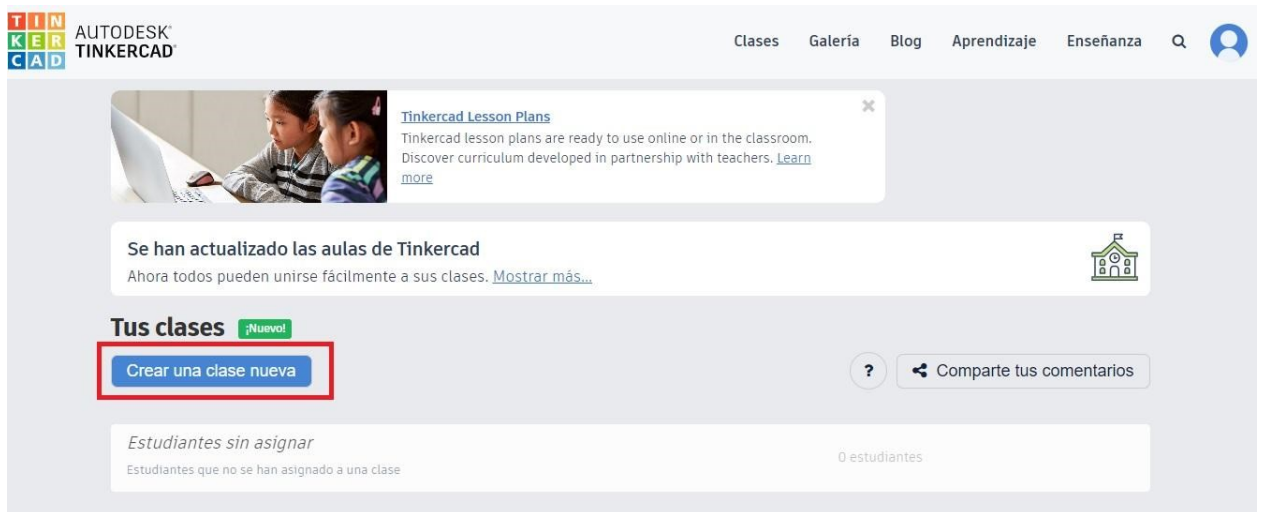 TIN
KER
CAD
AUTODESK®
TINKERCAD®
Clases Galería Blog Aprendizaje Enseñanza
Tinkercad Lesson Plans
Tinkercad lesson plans are ready to use online or in the classroom.
Discover curriculum developed in partnership with teachers. Learn
more
Se han actualizado las aulas de Tinkercad
Ahora todos pueden unirse fácilmente a sus clases. Mostrar más...
Tus clases ¡Nuevo!
Crear una clase nueva ? Comparte tus comentarios
Estudiantes sin asignar
Estudiantes que no se han asignado a una clase 0 estudiantes